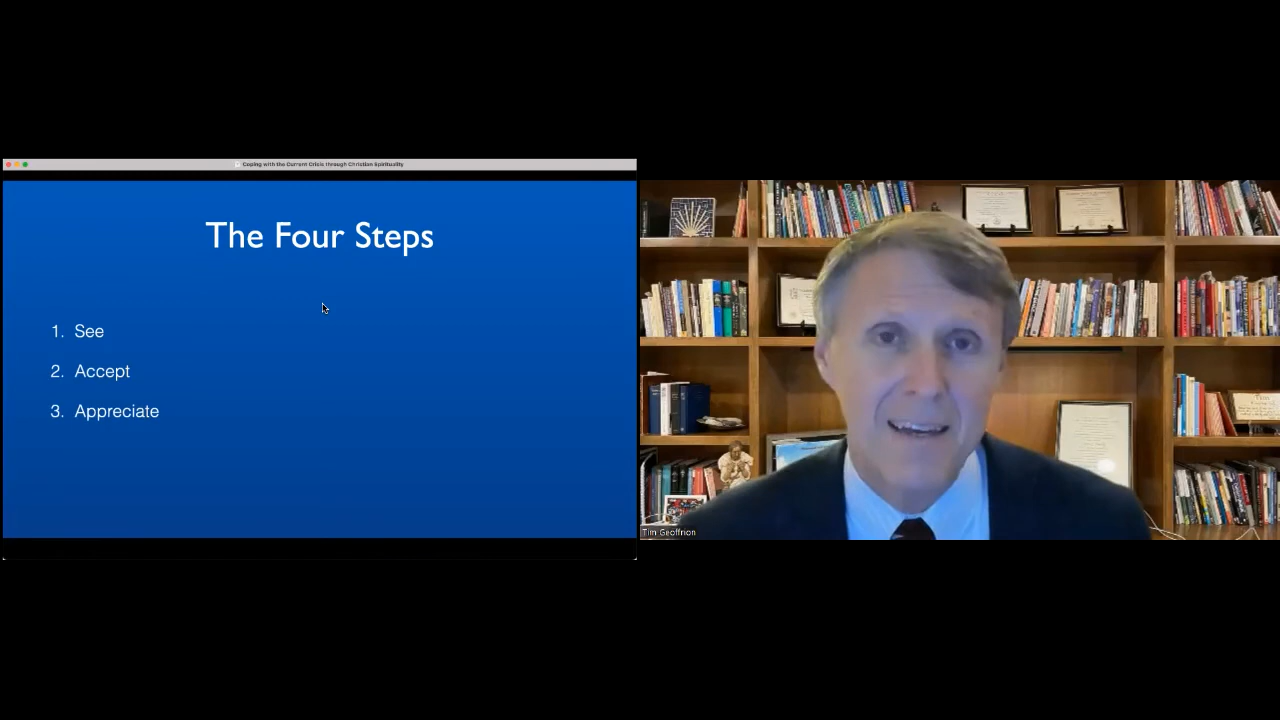 Coping with the Current Crisis through Christian Spirituality
The Four Steps
1. See
2. Accept
3. Appreciate
Tim Geoffrion